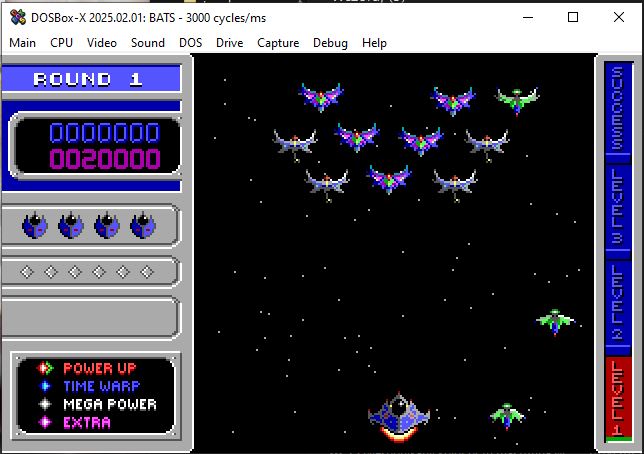 DOSBox-X 2025.02.01: BATS - 3000 cycles/ms
Main CPU Video Sound DOS Drive Capture Debug Help
ROUND 1
0000000
0020000
POWER UP
TIME WARP
MEGA POWER
EXTRA
SUCCESS
LEVEL 3
LEVEL 2
LEVEL 1